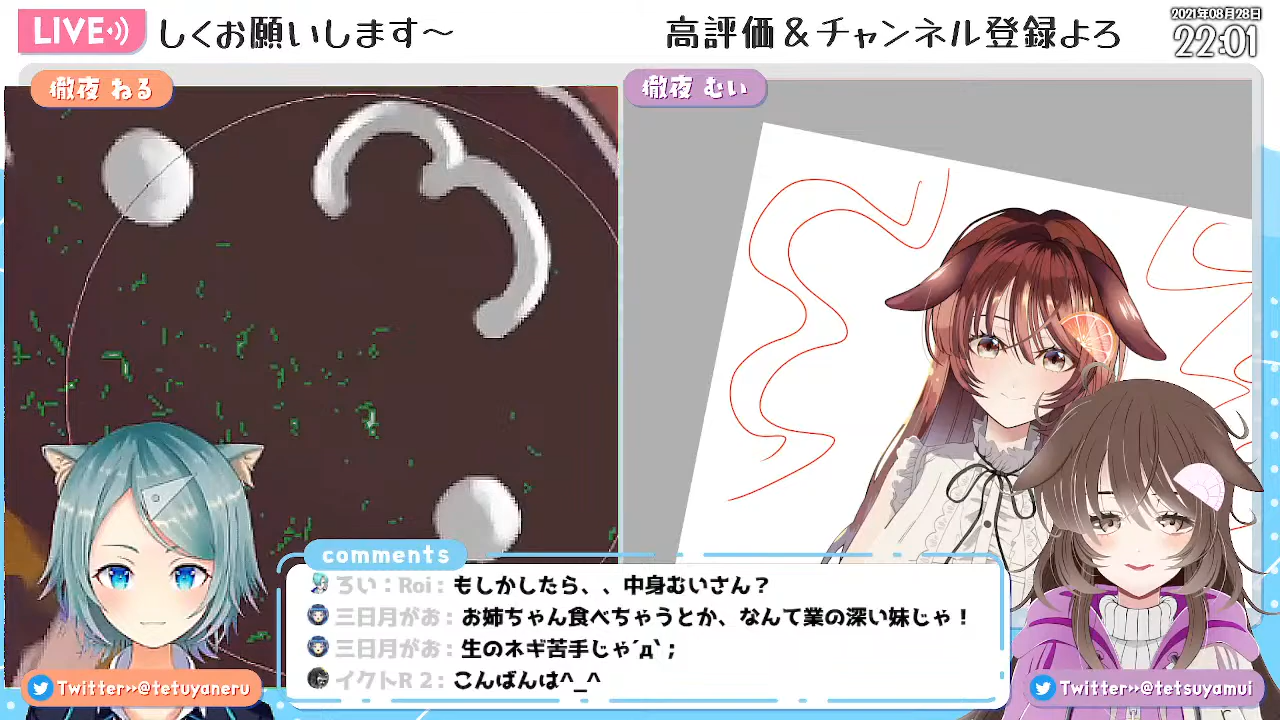 LIVE
しくお願いします～
高評価＆チャンネル登録よろ
2021年08月28日
22:01
徹夜 ねる
徹夜 むい
comments
ろい：Roi： もしかしたら、、中身むいさん？
三日月がお： お姉ちゃん食べちゃうとか、なんて業の深い妹じゃ！
三日月がお： 生のネギ苦手じゃ´д`；
イクトR 2： こんばんは^_^
Twitter▸▸@tetuyaneru
Twitter▸▸@tetsuyamui